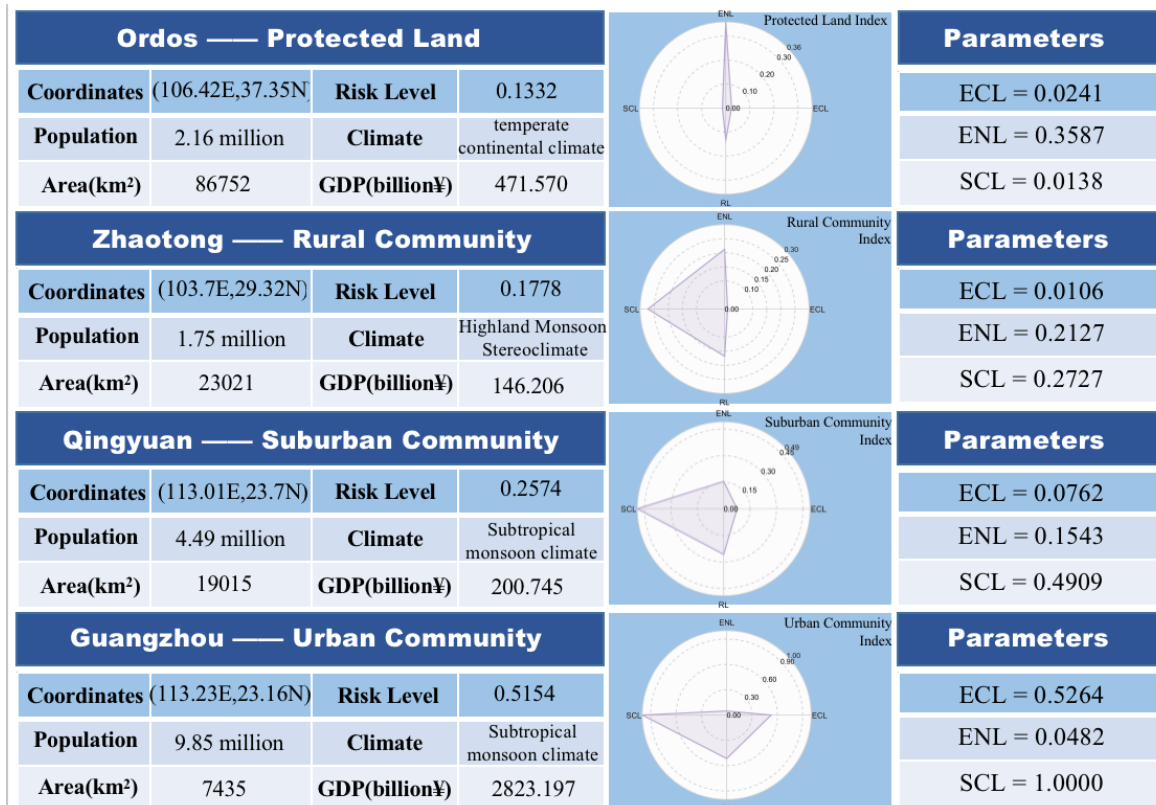 Ordos —— Protected Land
Coordinates (106.42E,37.35N) Risk Level 0.1332
Population 2.16 million Climate temperate
continental climate
Area(km²) 86752 GDP(billion¥) 471.570
Protected Land Index
ENL
0.36
0.30
0.20
0.10
0.00
SCL
ECL
RL
Parameters
ECL = 0.0241
ENL = 0.3587
SCL = 0.0138
Zhaotong —— Rural Community
Coordinates (103.7E,29.32N) Risk Level 0.1778
Population 1.75 million Climate Highland Monsoon
Stereoclimate
Area(km²) 23021 GDP(billion¥) 146.206
Rural Community
Index
ENL
0.30
0.25
0.20
0.15
0.10
0.00
SCL
ECL
RL
Parameters
ECL = 0.0106
ENL = 0.2127
SCL = 0.2727
Qingyuan —— Suburban Community
Coordinates (113.01E,23.7N) Risk Level 0.2574
Population 4.49 million Climate Subtropical
monsoon climate
Area(km²) 19015 GDP(billion¥) 200.745
Suburban Community
Index
ENL
0.49
0.45
0.30
0.15
0.00
SCL
ECL
RL
Parameters
ECL = 0.0762
ENL = 0.1543
SCL = 0.4909
Guangzhou —— Urban Community
Coordinates (113.23E,23.16N) Risk Level 0.5154
Population 9.85 million Climate Subtropical
monsoon climate
Area(km²) 7435 GDP(billion¥) 2823.197
Urban Community
Index
ENL
1.00
0.90
0.60
0.30
0.00
SCL
ECL
Parameters
ECL = 0.5264
ENL = 0.0482
SCL = 1.0000